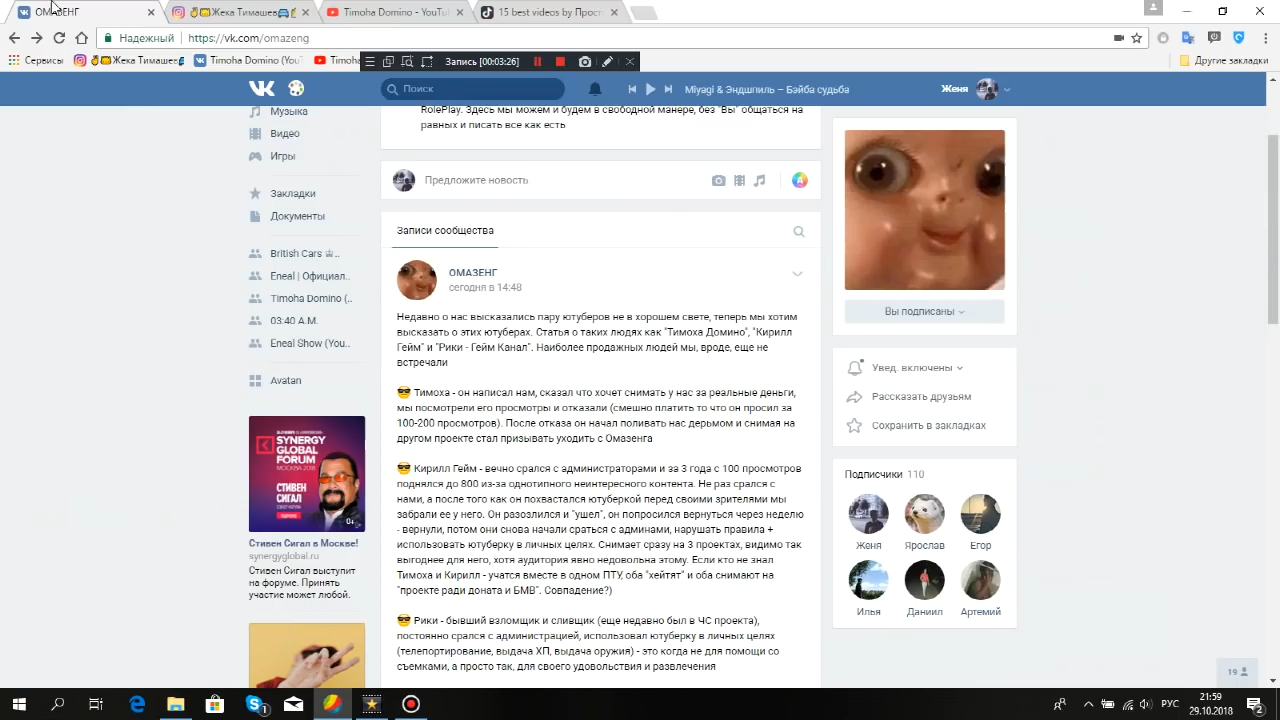 ОМАЗЕНГ
Жека Тимашев
Timoha Domino - YouTu
15 best videos by Прост
Надежный
https://vk.com/omazeng
Сервисы
Жека Тимашев
Timoha Domino (You
Timoha
Запись [00:03:26]
Другие закладки
Поиск
Miyagi & Эндшпиль – Бэйба судьба
Женя
Музыка
Видео
Игры
Закладки
Документы
British Cars ..
Eneal | Официал..
Timoha Domino (..
03:40 A.M.
Eneal Show (You..
Avatan
SYNERGY
GLOBAL
FORUM
МОСКВА 2018
СТИВЕН
СИГАЛ
0+
Стивен Сигал в Москве!
synergyglobal.ru
Стивен Сигал выступит
на форуме. Принять
участие может любой.
RolePlay. Здесь мы можем и будем в свободной манере, без "Вы" общаться на
равных и писать все как есть
Предложите новость
Записи сообщества
ОМАЗЕНГ
сегодня в 14:48
Недавно о нас высказались пару ютуберов не в хорошем свете, теперь мы хотим
высказать о этих ютуберах. Статья о таких людях как "Тимоха Домино", "Кирилл
Гейм" и "Рики - Гейм Канал". Наиболее продажных людей мы, вроде, еще не
встречали
Тимоха - он написал нам, сказал что хочет снимать у нас за реальные деньги,
мы посмотрели его просмотры и отказали (смешно платить то что он просил за
100-200 просмотров). После отказа он начал поливать нас дерьмом и снимая на
другом проекте стал призывать уходить с Омазенга
Кирилл Гейм - вечно срался с администраторами и за 3 года с 100 просмотров
поднялся до 800 из-за однотипного неинтересного контента. Не раз срался с
нами, а после того как он похвастался ютуберкой перед своими зрителями мы
забрали ее у него. Он разозлился и "ушел", он попросился вернуться через неделю
- вернули, потом они снова начали сраться с админами, нарушать правила +
использовать ютуберку в личных целях. Снимает сразу на 3 проектах, видимо так
выгоднее для него, хотя аудитория явно недовольна этому. Если кто не знал
Тимоха и Кирилл - учатся вместе в одном ПТУ, оба "хейтят" и оба снимают на
"проекте ради доната и БМВ". Совпадение?)
Рики - бывший взломщик и сливщик (еще недавно был в ЧС проекта),
постоянно срался с администрацией, использовал ютуберку в личных целях
(телепортирование, выдача ХП, выдача оружия) - это когда не для помощи со
съемками, а просто так, для своего удовольствия и развлечения
Вы подписаны
Увед. включены
Рассказать друзьям
Сохранить в закладках
Подписчики 110
Женя
Ярослав
Егор
Илья
Даниил
Артемий
19
РУС
21:59
29.10.2018